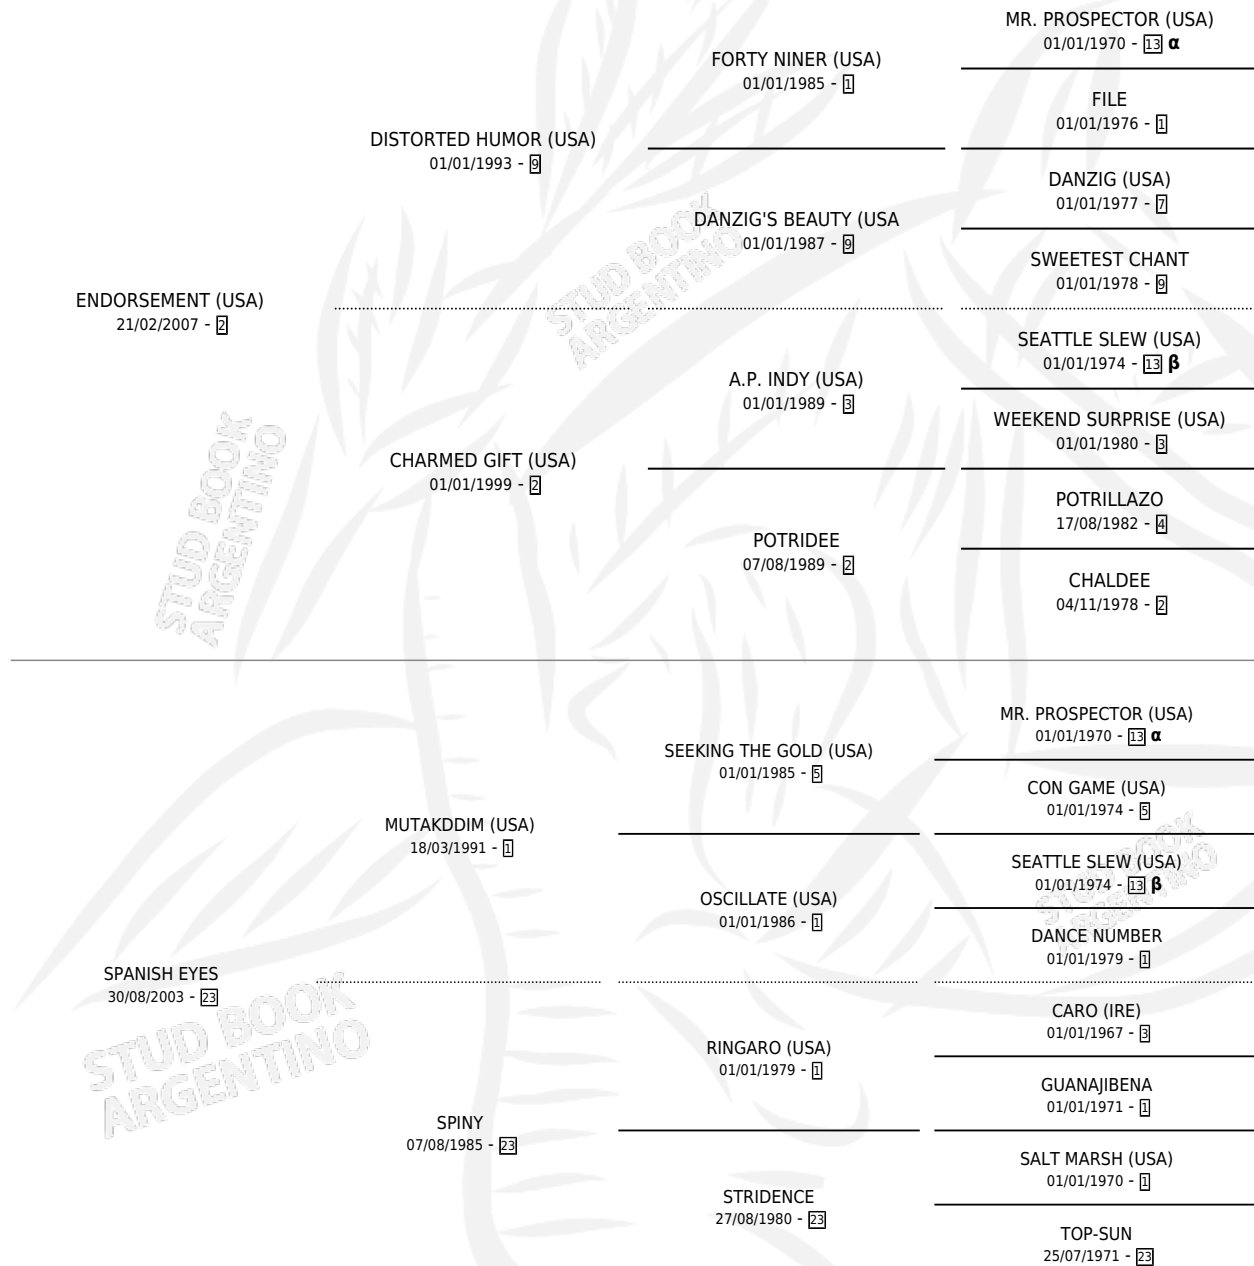 MR. PROSPECTOR (USA)
01/01/1970 - 13 α
FORTY NINER (USA)
01/01/1985 - 1
FILE
01/01/1976 - 1
DISTORTED HUMOR (USA)
01/01/1993 - 9
DANZIG (USA)
01/01/1977 - 7
DANZIG'S BEAUTY (USA
01/01/1987 - 9
SWEETEST CHANT
01/01/1978 - 9
ENDORSEMENT (USA)
21/02/2007 - 2
STUD BOOK
ARGENTINO
SEATTLE SLEW (USA)
01/01/1974 - 13 β
A.P. INDY (USA)
01/01/1989 - 3
WEEKEND SURPRISE (USA)
01/01/1980 - 3
CHARMED GIFT (USA)
01/01/1999 - 2
POTRILLAZO
17/08/1982 - 4
POTRIDEE
07/08/1989 - 2
CHALDEE
04/11/1978 - 2
STUD BOOK
ARGENTINO
MR. PROSPECTOR (USA)
01/01/1970 - 13 α
SEEKING THE GOLD (USA)
01/01/1985 - 5
CON GAME (USA)
01/01/1974 - 5
MUTAKDDIM (USA)
18/03/1991 - 1
SEATTLE SLEW (USA)
01/01/1974 - 13 β
OSCILLATE (USA)
01/01/1986 - 1
DANCE NUMBER
01/01/1979 - 1
STUD BOOK
ARGENTINO
SPANISH EYES
30/08/2003 - 23
STUD BOOK
ARGENTINO
CARO (IRE)
01/01/1967 - 3
RINGARO (USA)
01/01/1979 - 1
GUANAJIBENA
01/01/1971 - 1
SPINY
07/08/1985 - 23
SALT MARSH (USA)
01/01/1970 - 1
STRIDENCE
27/08/1980 - 23
TOP-SUN
25/07/1971 - 23